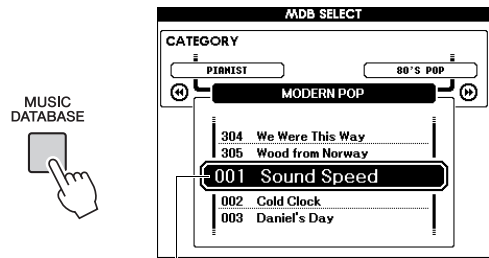 MDB SELECT
CATEGORY
PIANIST
80'S POP
MODERN POP
MUSIC
DATABASE
304 We Were This Way
305 Wood from Norway
001 Sound Speed
002 Cold Clock
003 Daniel's Day